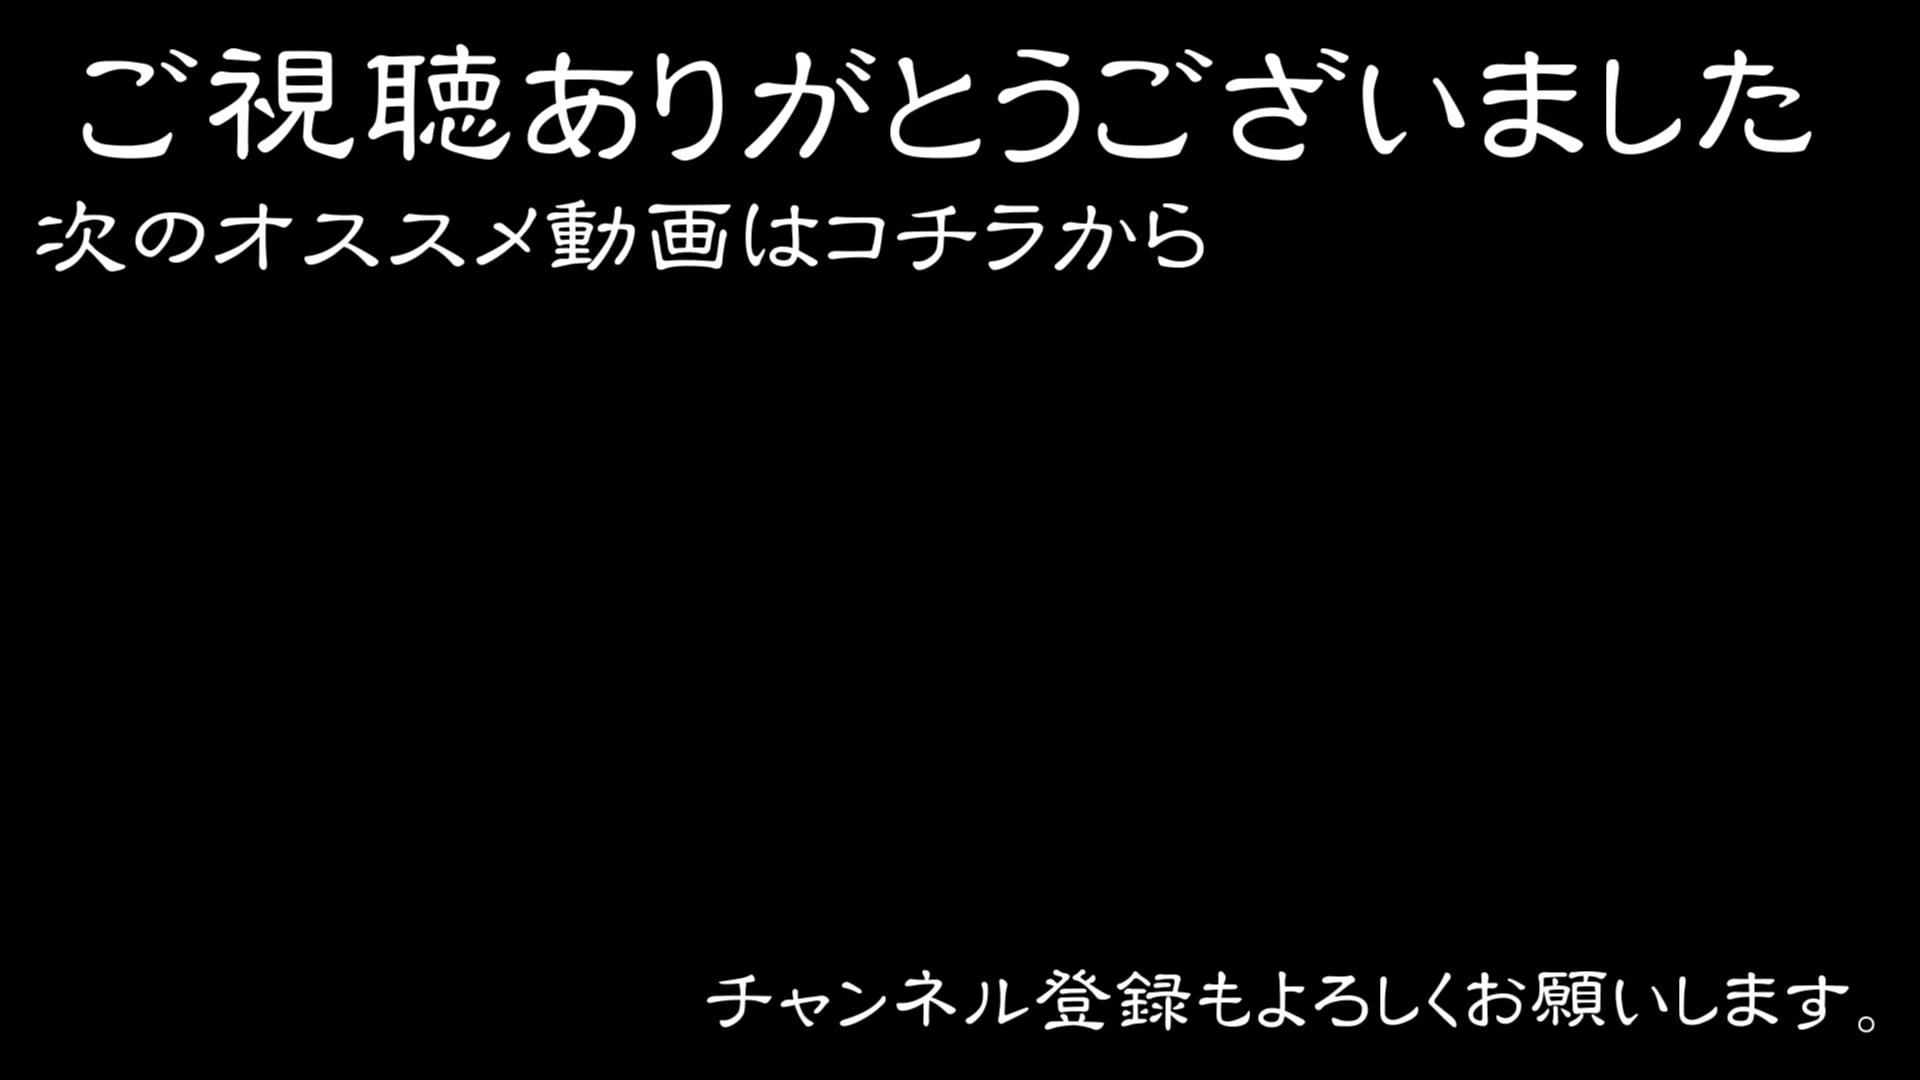 ご視聴ありがとうございました
次のオススメ動画はコチラから
チャンネル登録もよろしくお願いします。